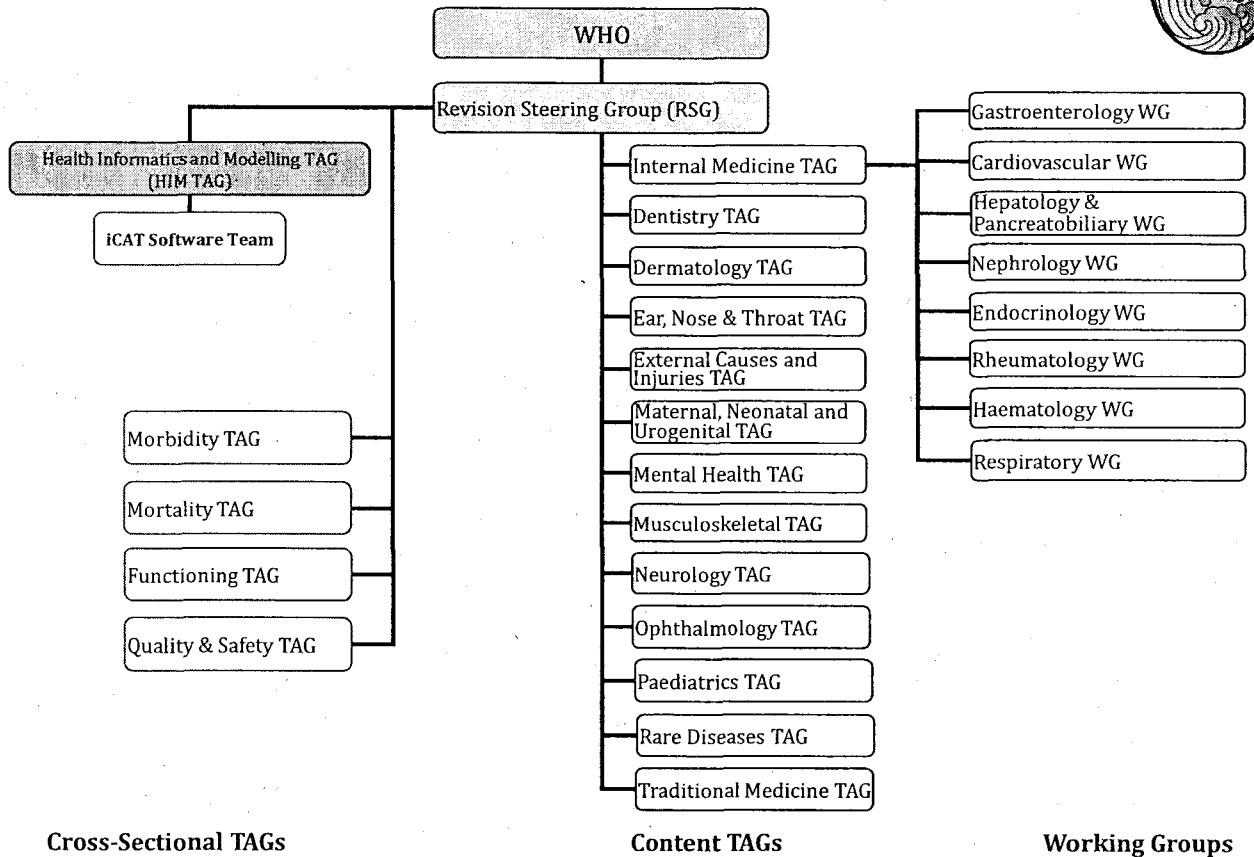 WHO
Revision Steering Group (RSG)
Health Informatics and Modelling TAG
(HIM TAG)
iCAT Software Team
Morbidity TAG
Mortality TAG
Functioning TAG
Quality & Safety TAG
Internal Medicine TAG
Dentistry TAG
Dermatology TAG
Ear, Nose & Throat TAG
External Causes and
Injuries TAG
Maternal, Neonatal and
Urogenital TAG
Mental Health TAG
Musculoskeletal TAG
Neurology TAG
Ophthalmology TAG
Paediatrics TAG
Rare Diseases TAG
Traditional Medicine TAG
Gastroenterology WG
Cardiovascular WG
Hepatology &
Pancreatobiliary WG
Nephrology WG
Endocrinology WG
Rheumatology WG
Haematology WG
Respiratory WG
Cross-Sectional TAGs
Content TAGs
Working Groups